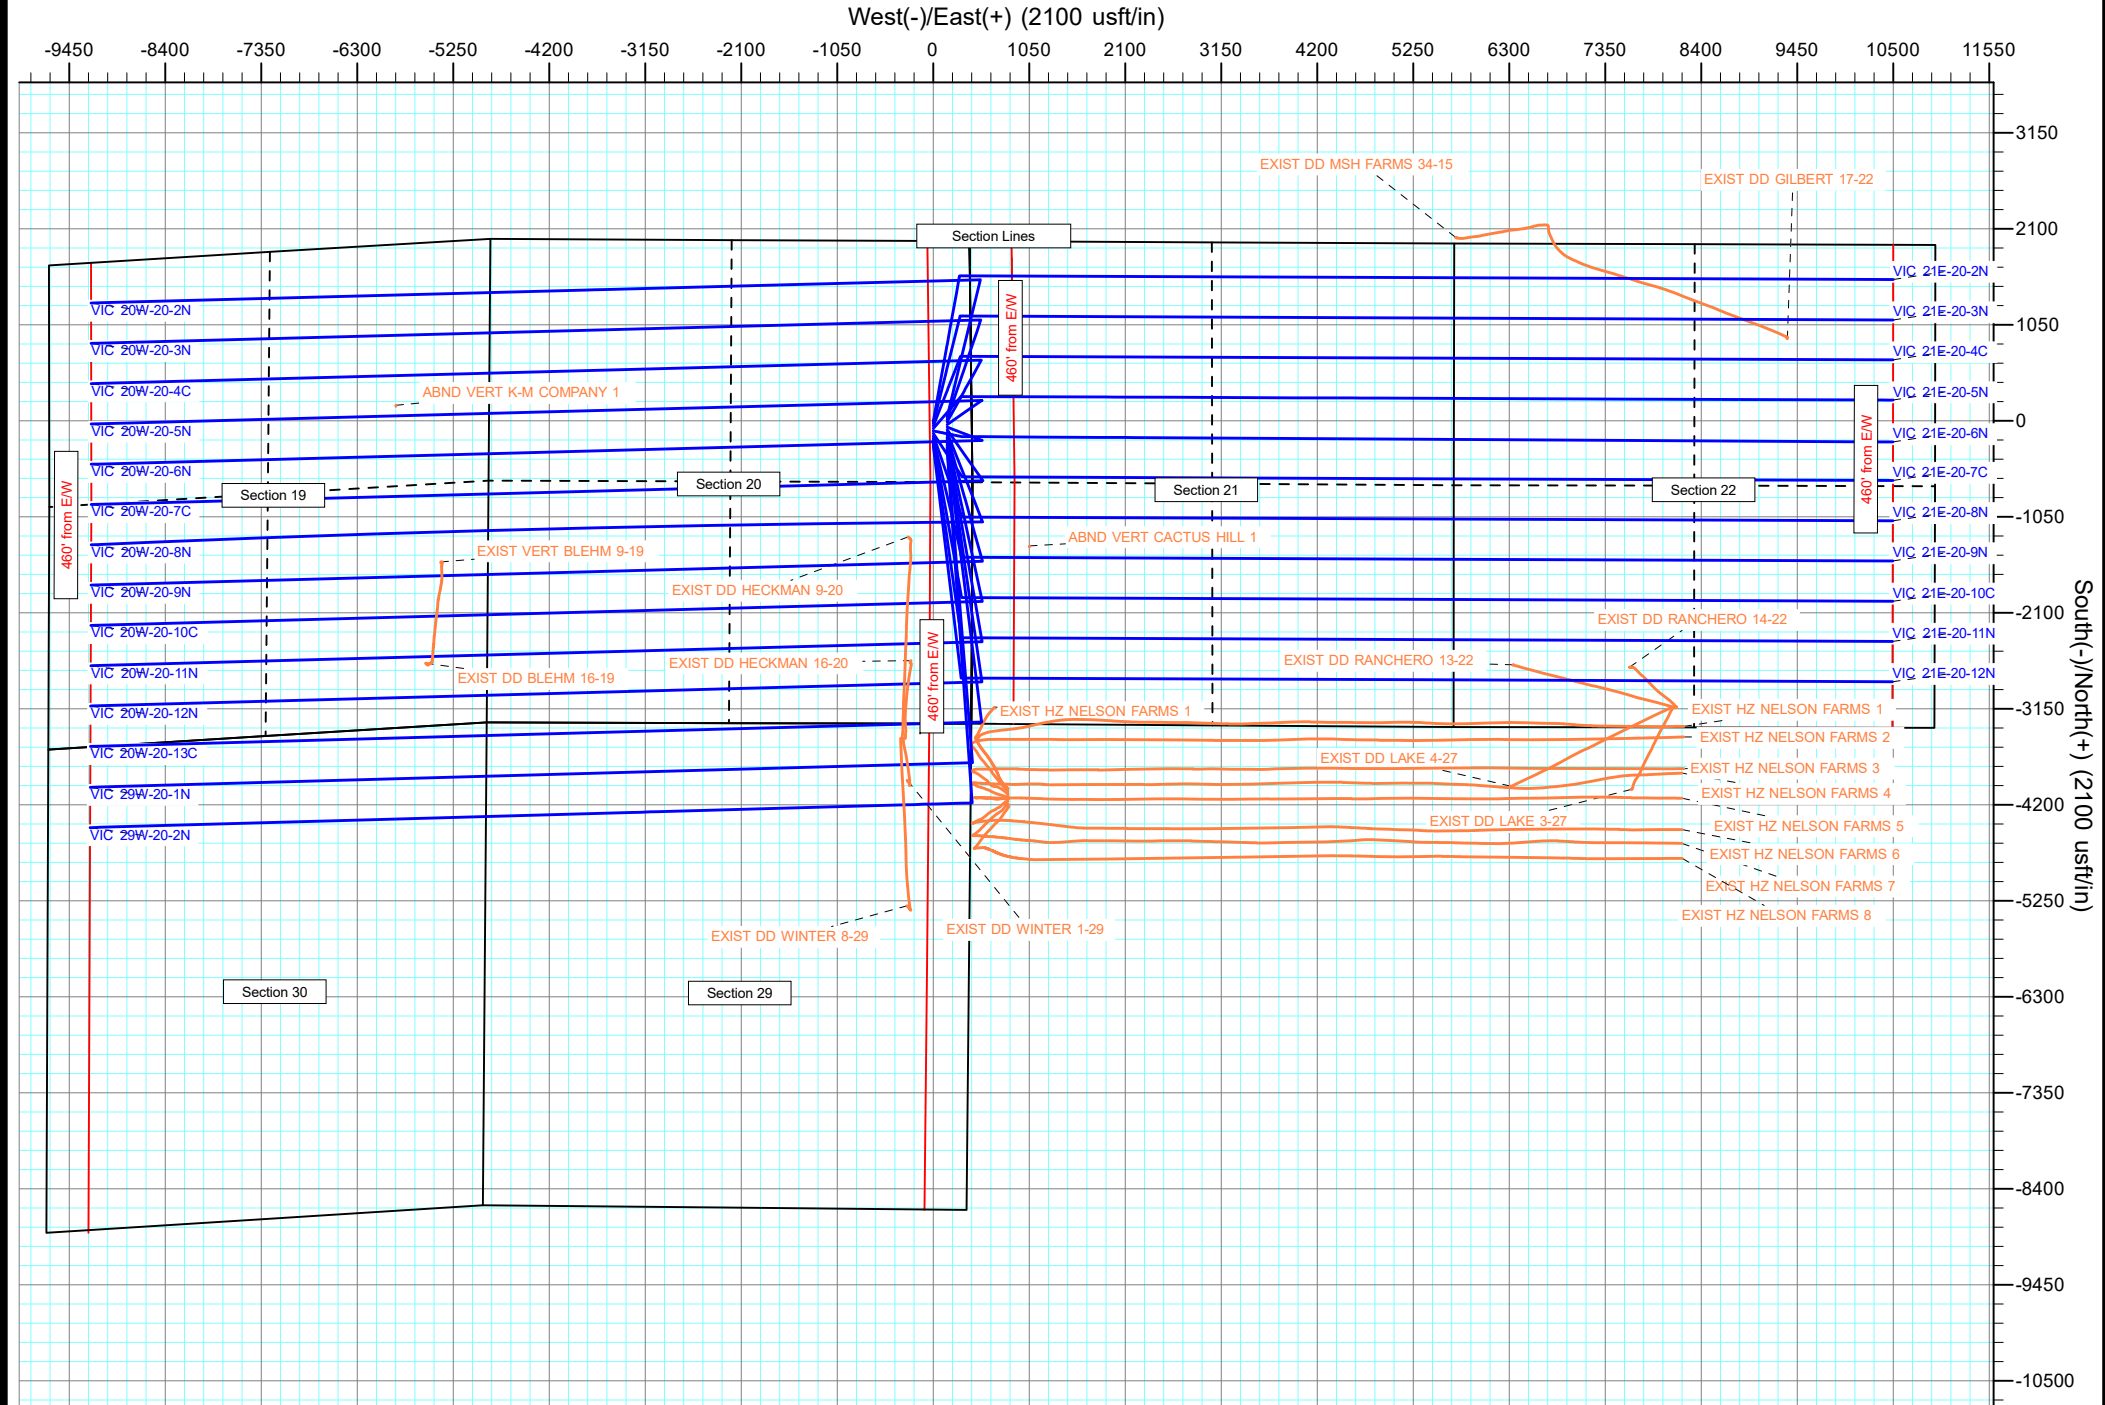 West(-)/East(+) (2100 usft/in)
-9450 -8400 -7350 -6300 -5250 -4200 -3150 -2100 -1050 0 1050 2100 3150 4200 5250 6300 7350 8400 9450 10500 11550
3150
2100
1050
0
-1050
-2100
-3150
-4200
-5250
-6300
-7350
-8400
-9450
-10500
South(-)/North(+) (2100 usft/in)
EXIST DD MSH FARMS 34-15
EXIST DD GILBERT 17-22
Section Lines
460' from E/W
460' from E/W
460' from E/W
460' from E/W
VIC 20W-20-2N
VIC 20W-20-3N
VIC 20W-20-4C
VIC 20W-20-5N
VIC 20W-20-6N
VIC 20W-20-7C
VIC 20W-20-8N
VIC 20W-20-9N
VIC 20W-20-10C
VIC 20W-20-11N
VIC 20W-20-12N
VIC 20W-20-13C
VIC 29W-20-1N
VIC 29W-20-2N
VIC 21E-20-2N
VIC 21E-20-3N
VIC 21E-20-4C
VIC 21E-20-5N
VIC 21E-20-6N
VIC 21E-20-7C
VIC 21E-20-8N
VIC 21E-20-9N
VIC 21E-20-10C
VIC 21E-20-11N
VIC 21E-20-12N
ABND VERT K-M COMPANY 1
Section 19
Section 20
Section 21
Section 22
EXIST VERT BLEHM 9-19
EXIST DD HECKMAN 9-20
ABND VERT CACTUS HILL 1
EXIST DD RANCHERO 14-22
EXIST DD HECKMAN 16-20
EXIST DD RANCHERO 13-22
EXIST DD BLEHM 16-19
EXIST HZ NELSON FARMS 1
EXIST HZ NELSON FARMS 1
EXIST HZ NELSON FARMS 2
EXIST DD LAKE 4-27
EXIST HZ NELSON FARMS 3
EXIST HZ NELSON FARMS 4
EXIST DD LAKE 3-27
EXIST HZ NELSON FARMS 5
EXIST HZ NELSON FARMS 6
EXIST HZ NELSON FARMS 7
EXIST HZ NELSON FARMS 8
EXIST DD WINTER 8-29
EXIST DD WINTER 1-29
Section 30
Section 29